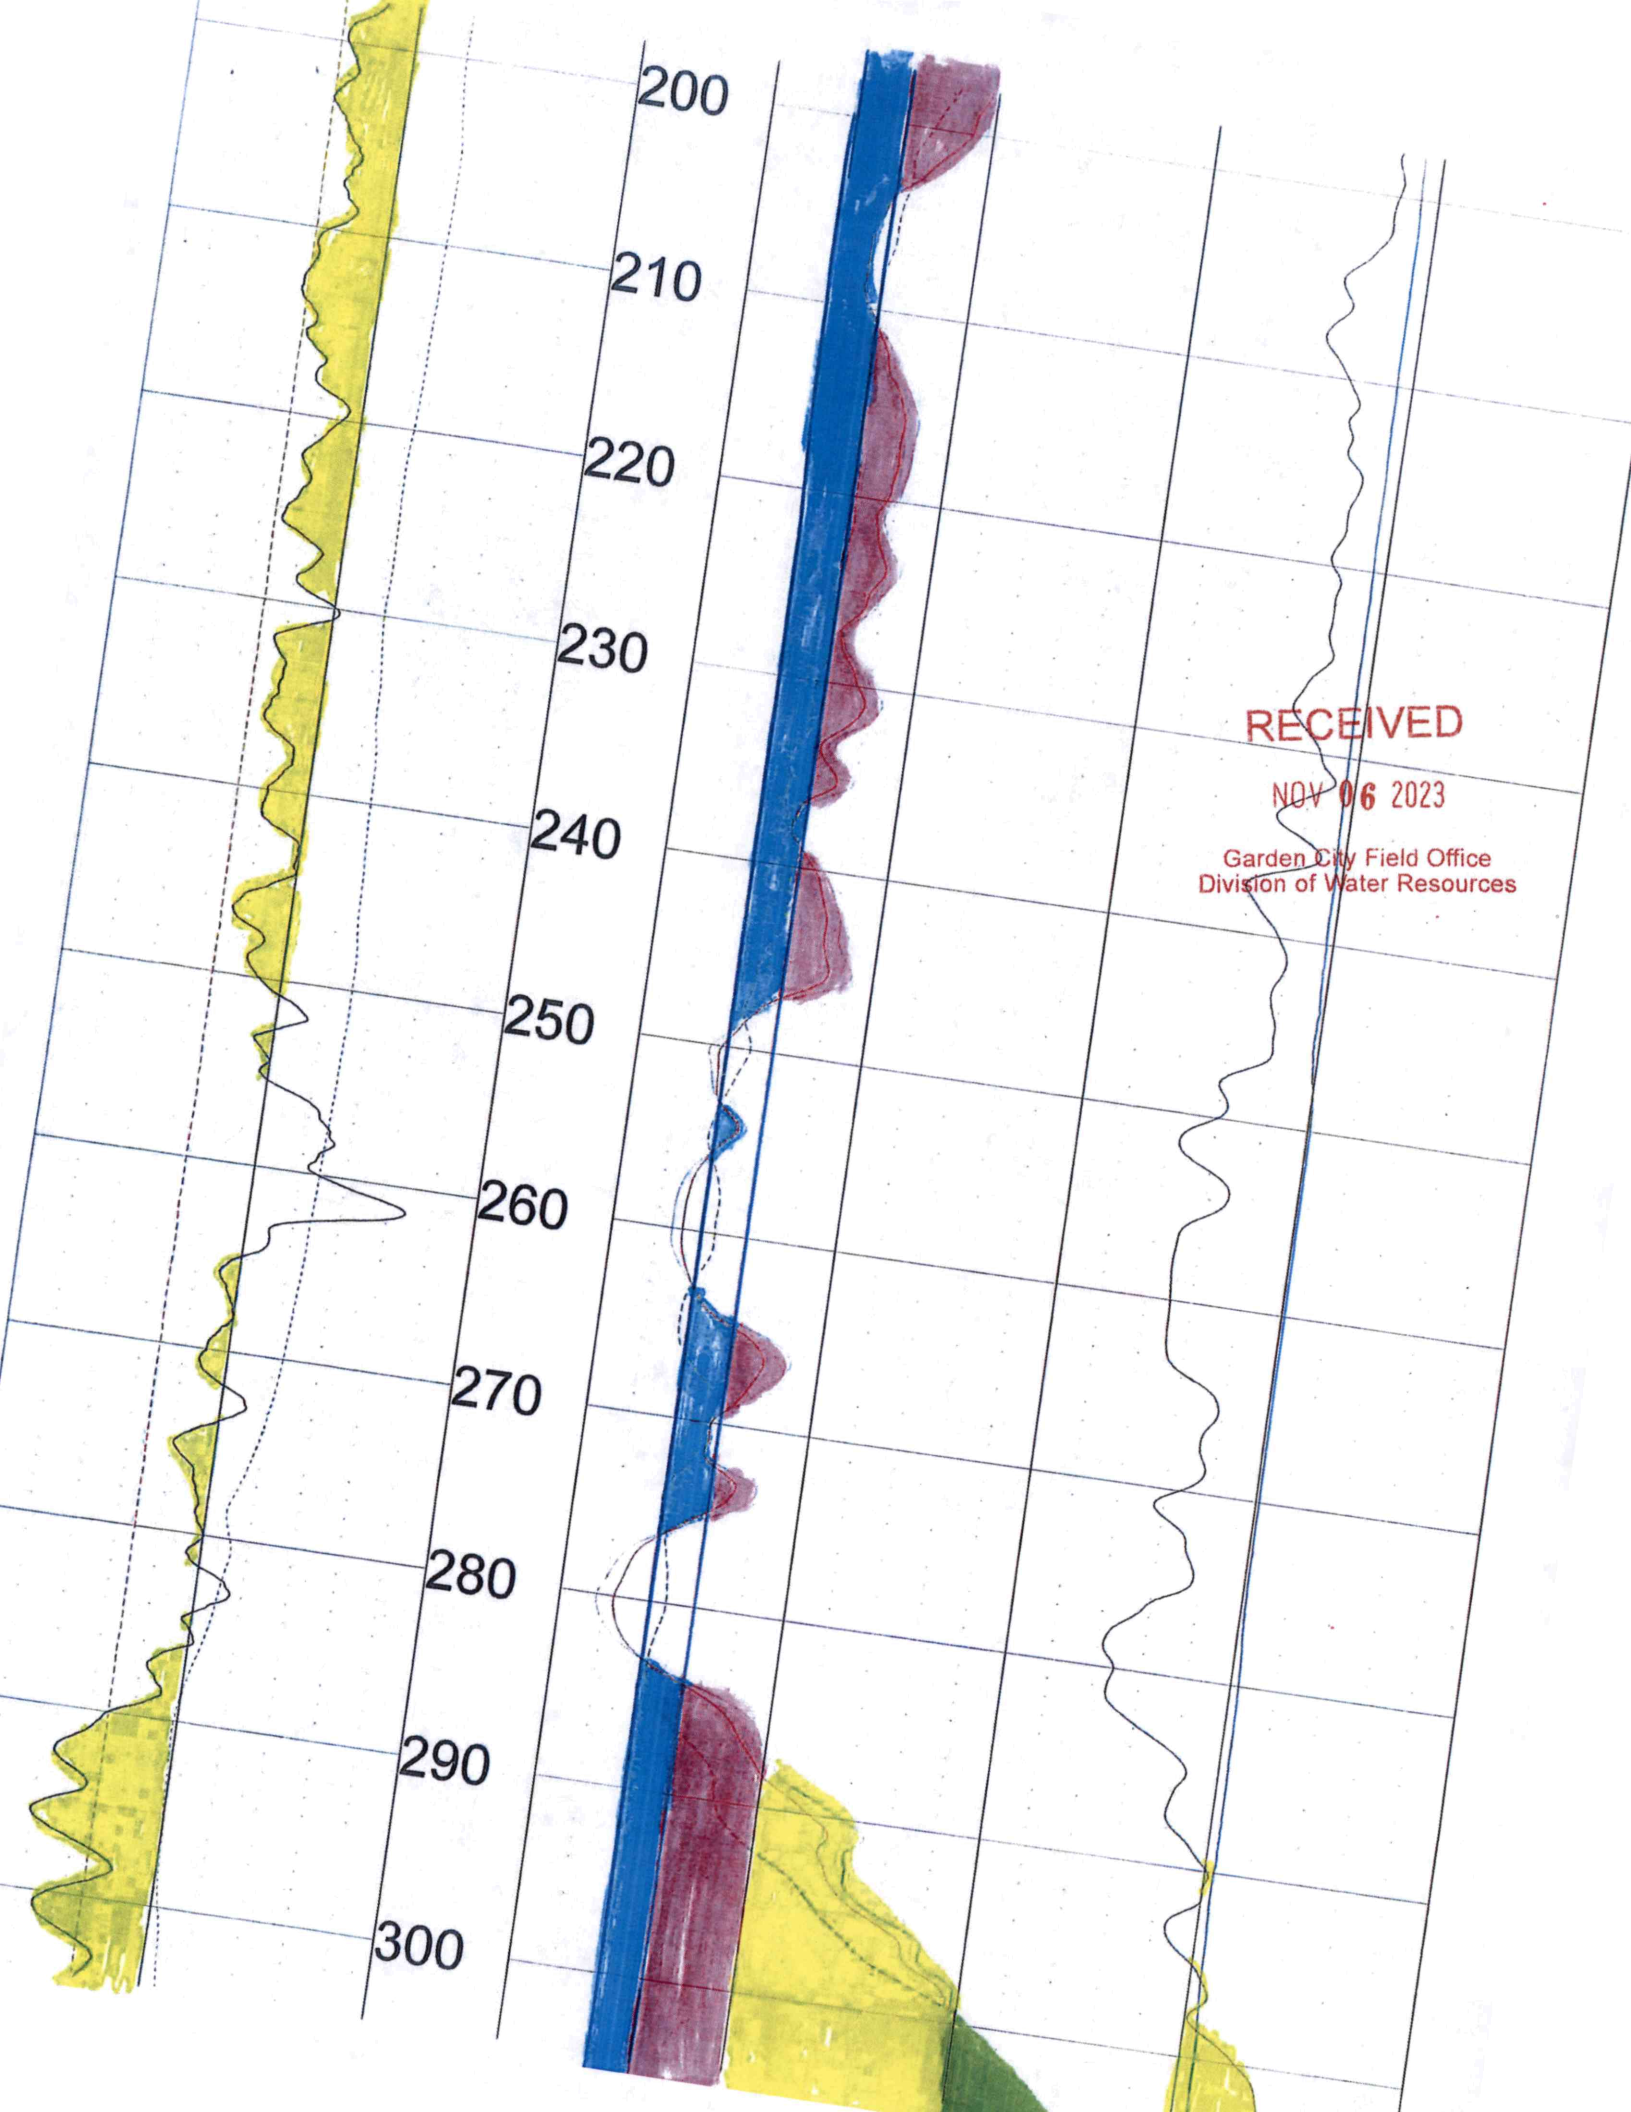 200
210
220
230
RECEIVED
NOV 06 2023
240
Garden City Field Office
Division of Water Resources
250
260
270
280
290
300